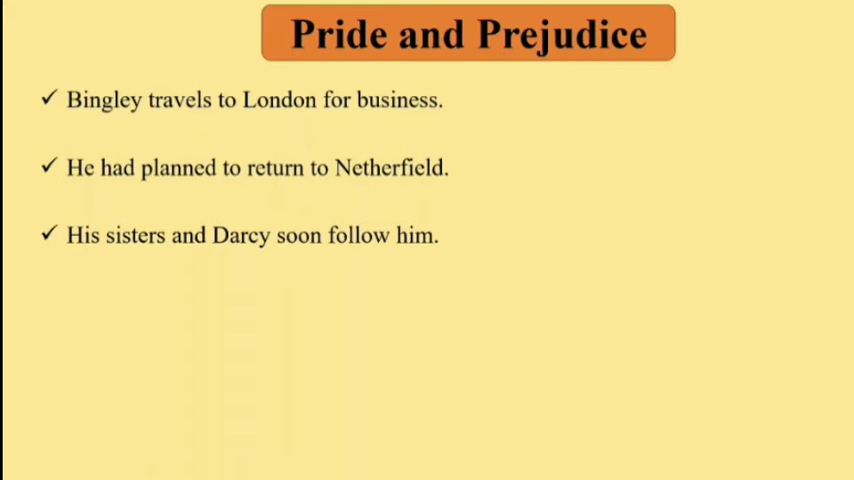 Pride and Prejudice
✓ Bingley travels to London for business.
✓ He had planned to return to Netherfield.
✓ His sisters and Darcy soon follow him.